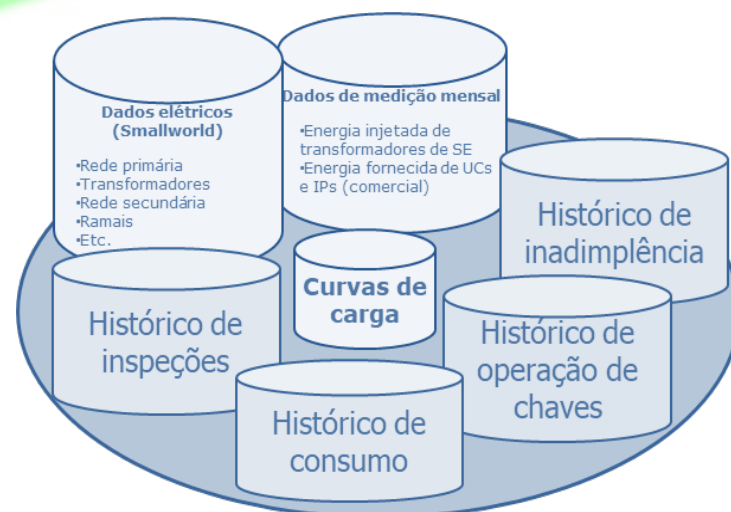 Dados elétricos
(Smallworld)
•Rede primária
•Transformadores
•Rede secundária
•Ramais
•Etc.
Dados de medição mensal
•Energia injetada de
transformadores de SE
•Energia fornecida de UCs
e IPs (comercial)
Histórico de
inadimplência
Curvas de
carga
Histórico de
inspeções
Histórico de
operação de
chaves
Histórico de
consumo